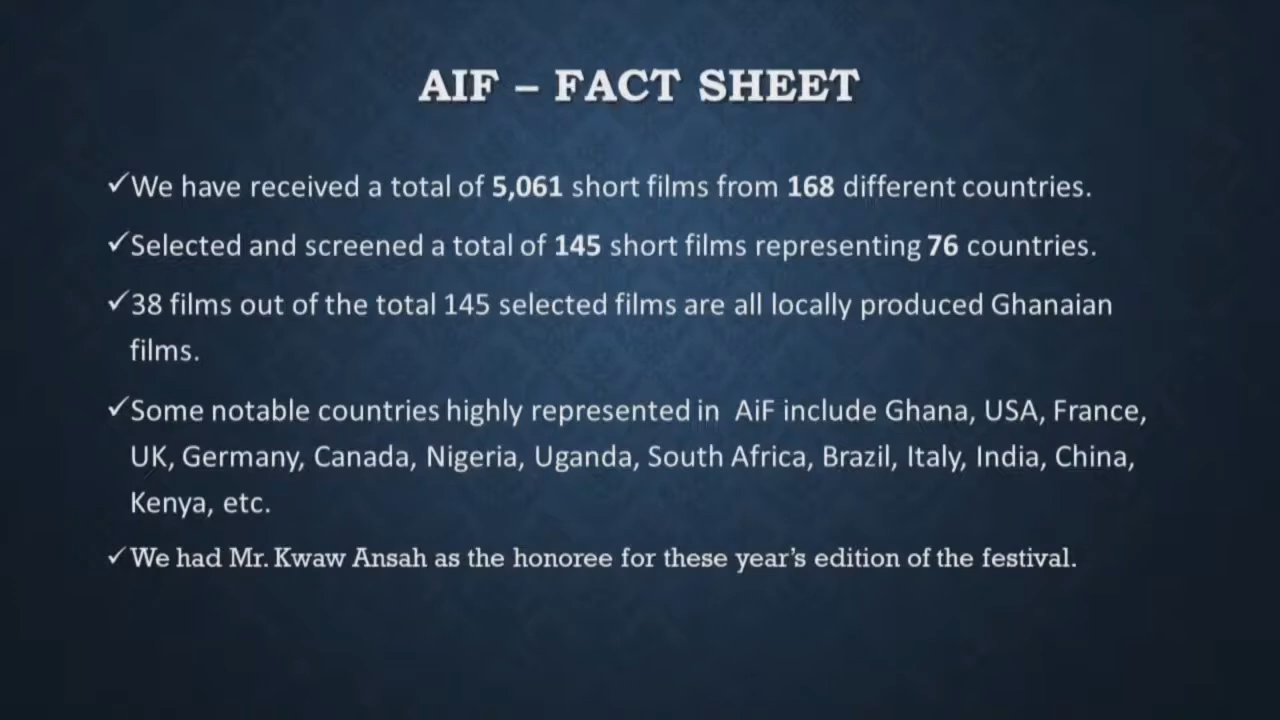 AIF – FACT SHEET
✓We have received a total of 5,061 short films from 168 different countries.
✓Selected and screened a total of 145 short films representing 76 countries.
✓38 films out of the total 145 selected films are all locally produced Ghanaian
films.
✓Some notable countries highly represented in AiF include Ghana, USA, France,
UK, Germany, Canada, Nigeria, Uganda, South Africa, Brazil, Italy, India, China,
Kenya, etc.
✓We had Mr. Kwaw Ansah as the honoree for these year’s edition of the festival.